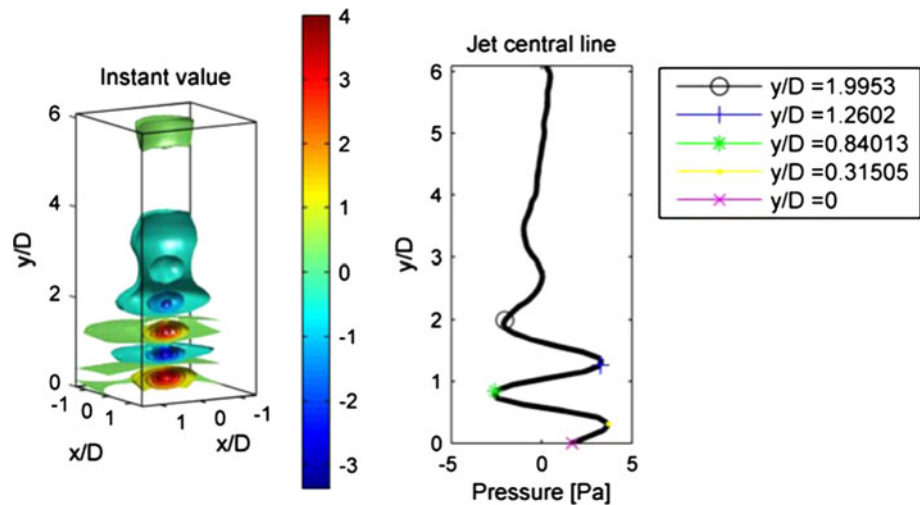 Instant value
6
4
2
0
y/D
-1
0
1
x/D
1
0
-1
x/D
4
3
2
1
0
-1
-2
-3
Jet central line
6
5
4
3
2
1
0
y/D
-5
0
5
Pressure [Pa]
y/D =1.9953
y/D =1.2602
y/D =0.84013
y/D =0.31505
y/D =0